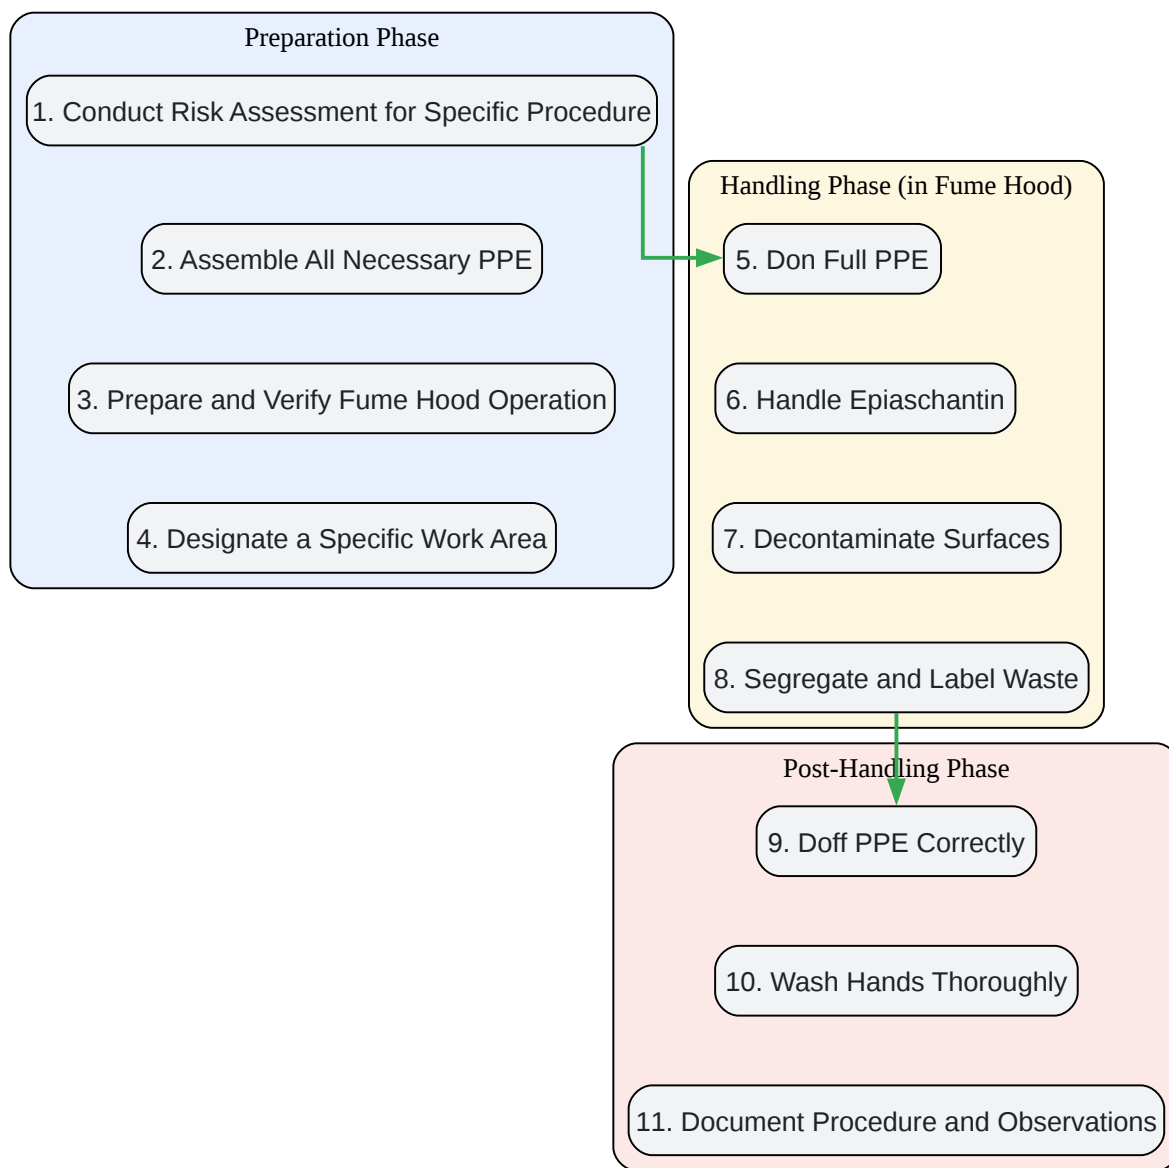 Preparation Phase
1. Conduct Risk Assessment for Specific Procedure
2. Assemble All Necessary PPE
3. Prepare and Verify Fume Hood Operation
4. Designate a Specific Work Area
Handling Phase (in Fume Hood)
5. Don Full PPE
6. Handle Epiaschantin
7. Decontaminate Surfaces
8. Segregate and Label Waste
Post-Handling Phase
9. Doff PPE Correctly
10. Wash Hands Thoroughly
11. Document Procedure and Observations